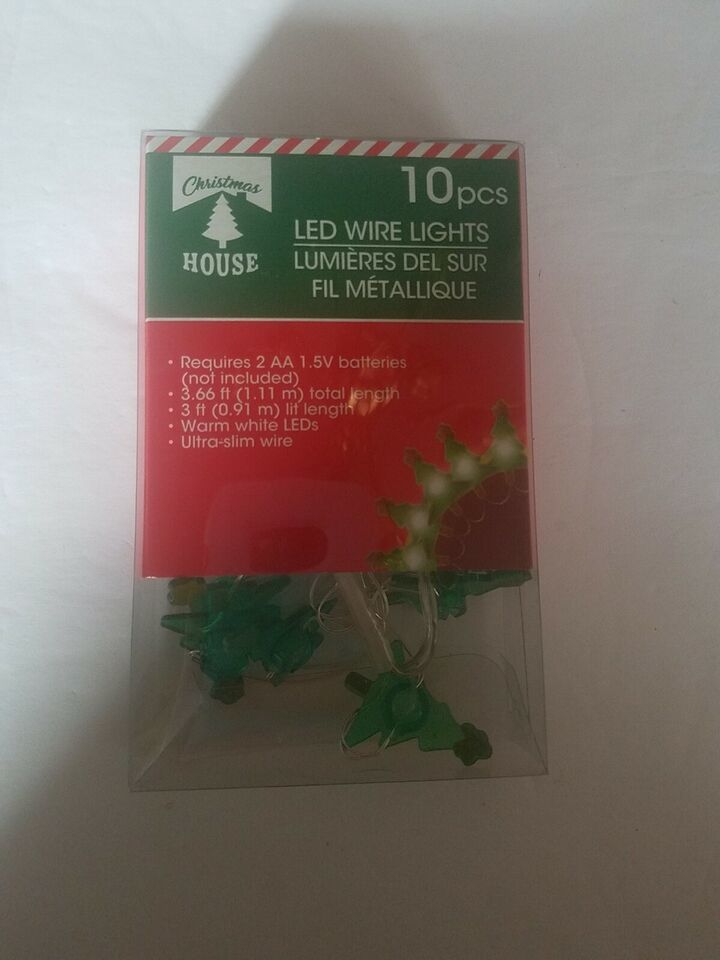 Christmas
HOUSE
10pcs
LED WIRE LIGHTS
LUMIÈRES DEL SUR
FIL MÉTALLIQUE
• Requires 2 AA 1.5V batteries
(not included)
• 3.66 ft (1.11 m) total length
• 3 ft (0.91 m) lit length
• Warm white LEDs
• Ultra-slim wire